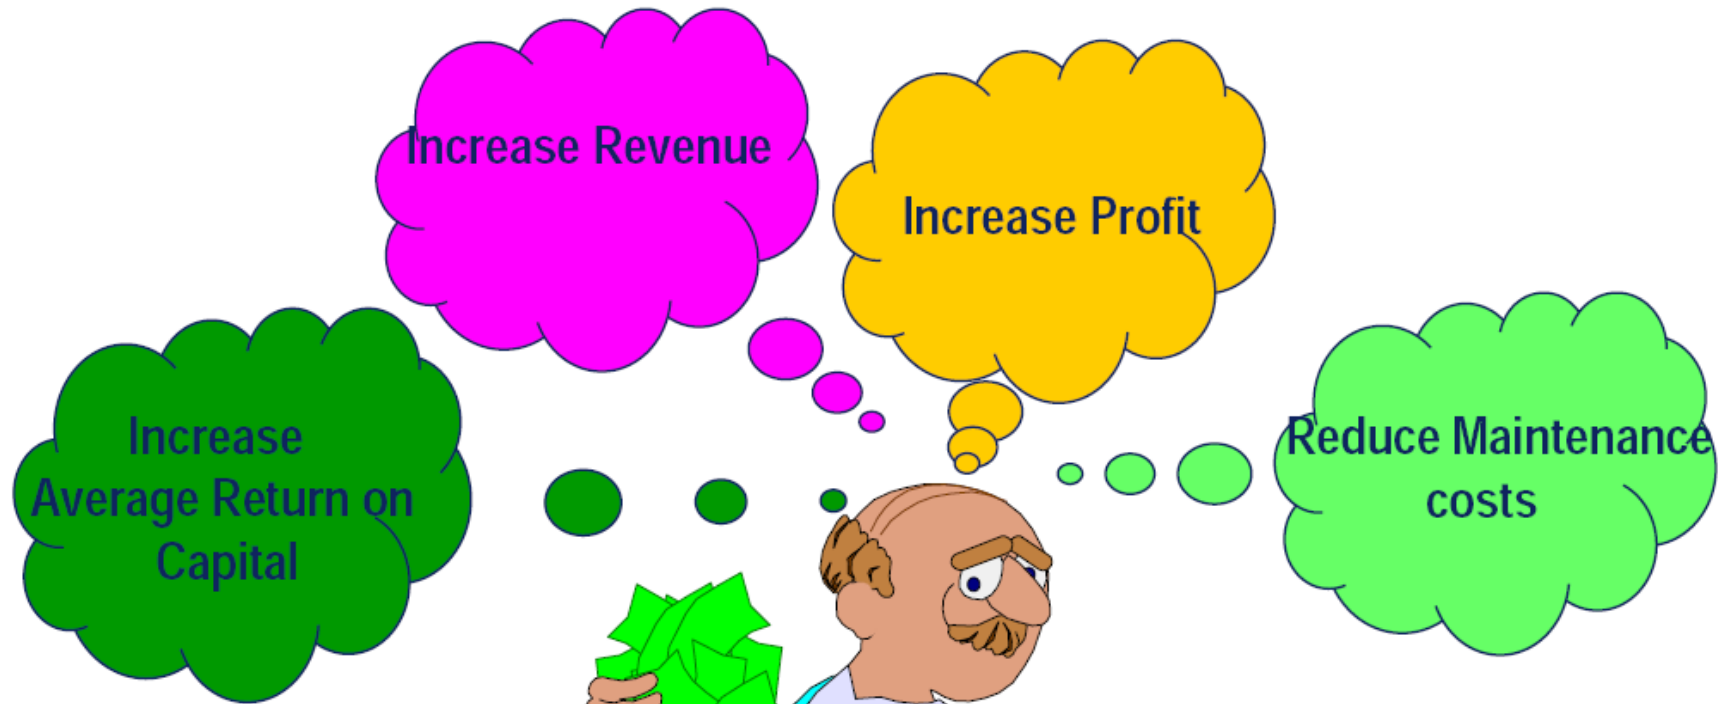 Increase Revenue
Increase Profit
Increase
Average Return on
Capital
Reduce Maintenance
costs